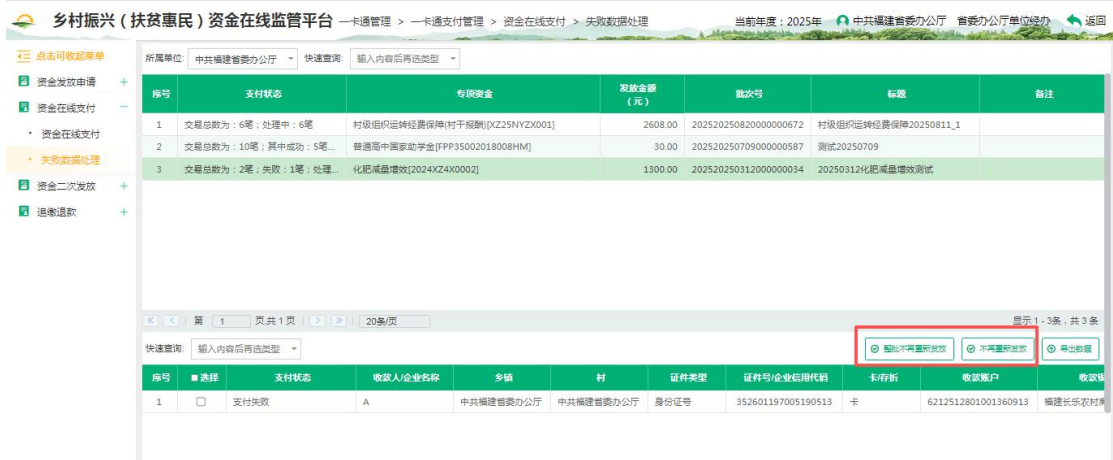 乡村振兴（扶贫惠民）资金在线监管平台 一卡通管理 > 一卡通支付管理 > 资金在线支付 > 失败数据处理 当前年度：2025年 中共福建省委办公厅 省委办公厅单位经办 返回
点击可收起菜单
资金发放申请 +
资金在线支付 −
• 资金在线支付
• 失败数据处理
资金二次发放 +
追缴退款 +
所属单位: 中共福建省委办公厅 快速查询: 输入内容后再选类型
序号 支付状态 专项资金 发放金额（元） 批次号 标题 备注
1 交易总数为：6笔；处理中：6笔 村级组织运转经费保障(村干报酬)[XZ25NYZX001] 2608.00 202520250820000000672 村级组织运转经费保障20250811_1
2 交易总数为：10笔；其中成功：5笔... 普通高中国家助学金[FPP35002018008HM] 30.00 202520250709000000587 测试20250709
3 交易总数为：2笔；失败：1笔；处理... 化肥减量增效[2024XZ4X0002] 1300.00 202520250312000000034 20250312化肥减量增效测试
第 1 页,共 1 页 20条/页 显示 1 - 3条，共 3 条
快速查询: 输入内容后再选类型 整批不再重新发放 不再重新发放 导出数据
序号 选择 支付状态 收款人/企业名称 乡镇 村 证件类型 证件号/企业信用代码 卡/存折 收款账户
1 支付失败 A 中共福建省委办公厅 中共福建省委办公厅 身份证号 352601197005190513 卡 6212512801001360913 福建长乐农村